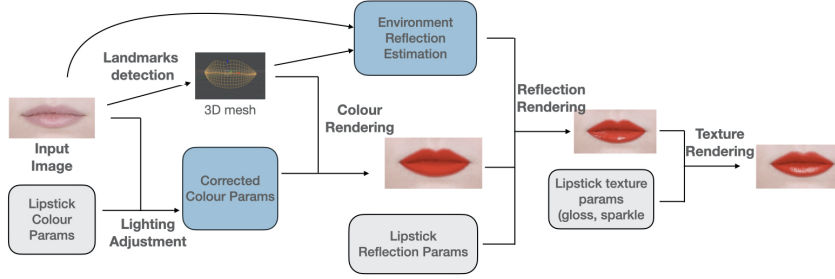 Environment
Reflection
Estimation
Landmarks
detection
3D mesh
Input
Image
Colour
Rendering
Reflection
Rendering
Texture
Rendering
Lipstick
Colour
Params
Lighting
Adjustment
Corrected
Colour Params
Lipstick
Reflection Params
Lipstick texture
params
(gloss, sparkle